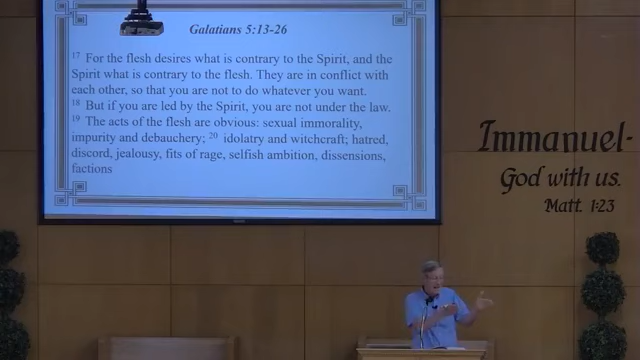 Galatians 5:13-26
17 For the flesh desires what is contrary to the Spirit, and the
Spirit what is contrary to the flesh. They are in conflict with
each other, so that you are not to do whatever you want.
18 But if you are led by the Spirit, you are not under the law.
19 The acts of the flesh are obvious: sexual immorality,
impurity and debauchery; 20 idolatry and witchcraft; hatred,
discord, jealousy, fits of rage, selfish ambition, dissensions,
factions
Immanuel-
God with us.
Matt. 1:23